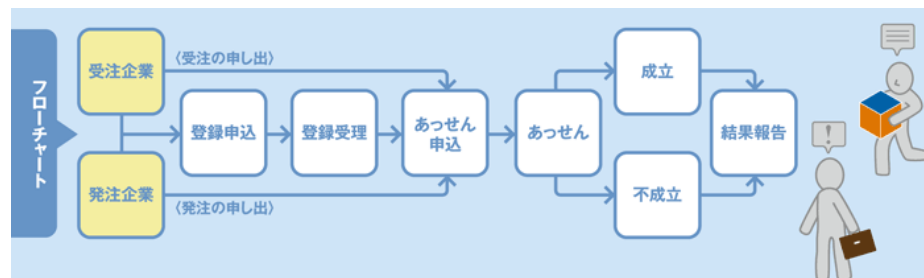 フローチャート
受注企業
〈受注の申し出〉
登録申込
登録受理
あっせん
申込
あっせん
成立
不成立
結果報告
発注企業
〈発注の申し出〉
!